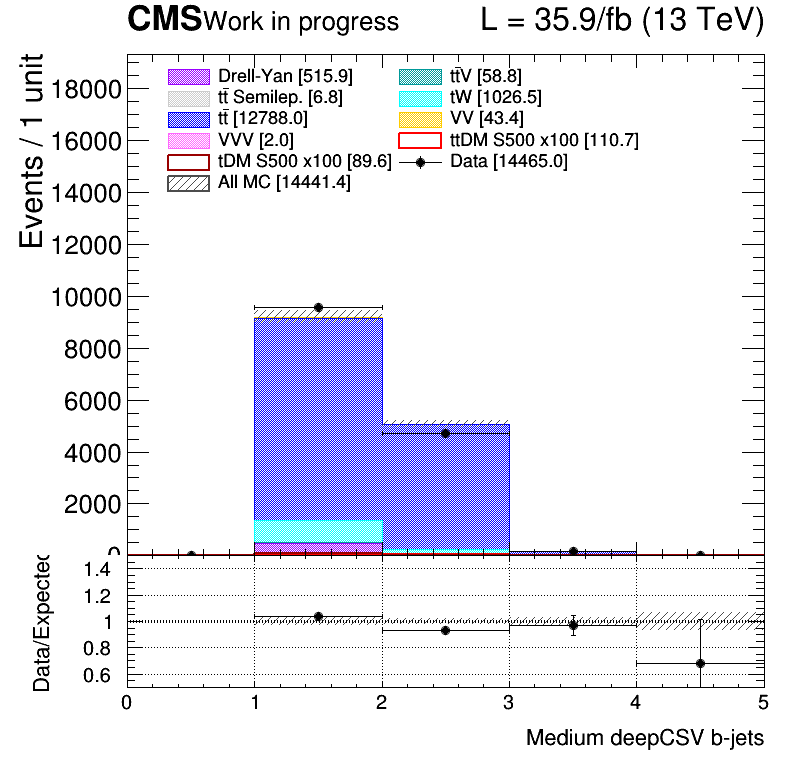 CMS Work in progress L = 35.9/fb (13 TeV)
Events / 1 unit
Drell-Yan [515.9] tt̄V [58.8]
tt̄ Semilep. [6.8] tW [1026.5]
tt̄ [12788.0] VV [43.4]
VVV [2.0] ttDM S500 x100 [110.7]
tDM S500 x100 [89.6] Data [14465.0]
All MC [14441.4]
18000
16000
14000
12000
10000
8000
6000
4000
2000
0
Data/Expected
1.4
1.2
1
0.8
0.6
0 1 2 3 4 5
Medium deepCSV b-jets